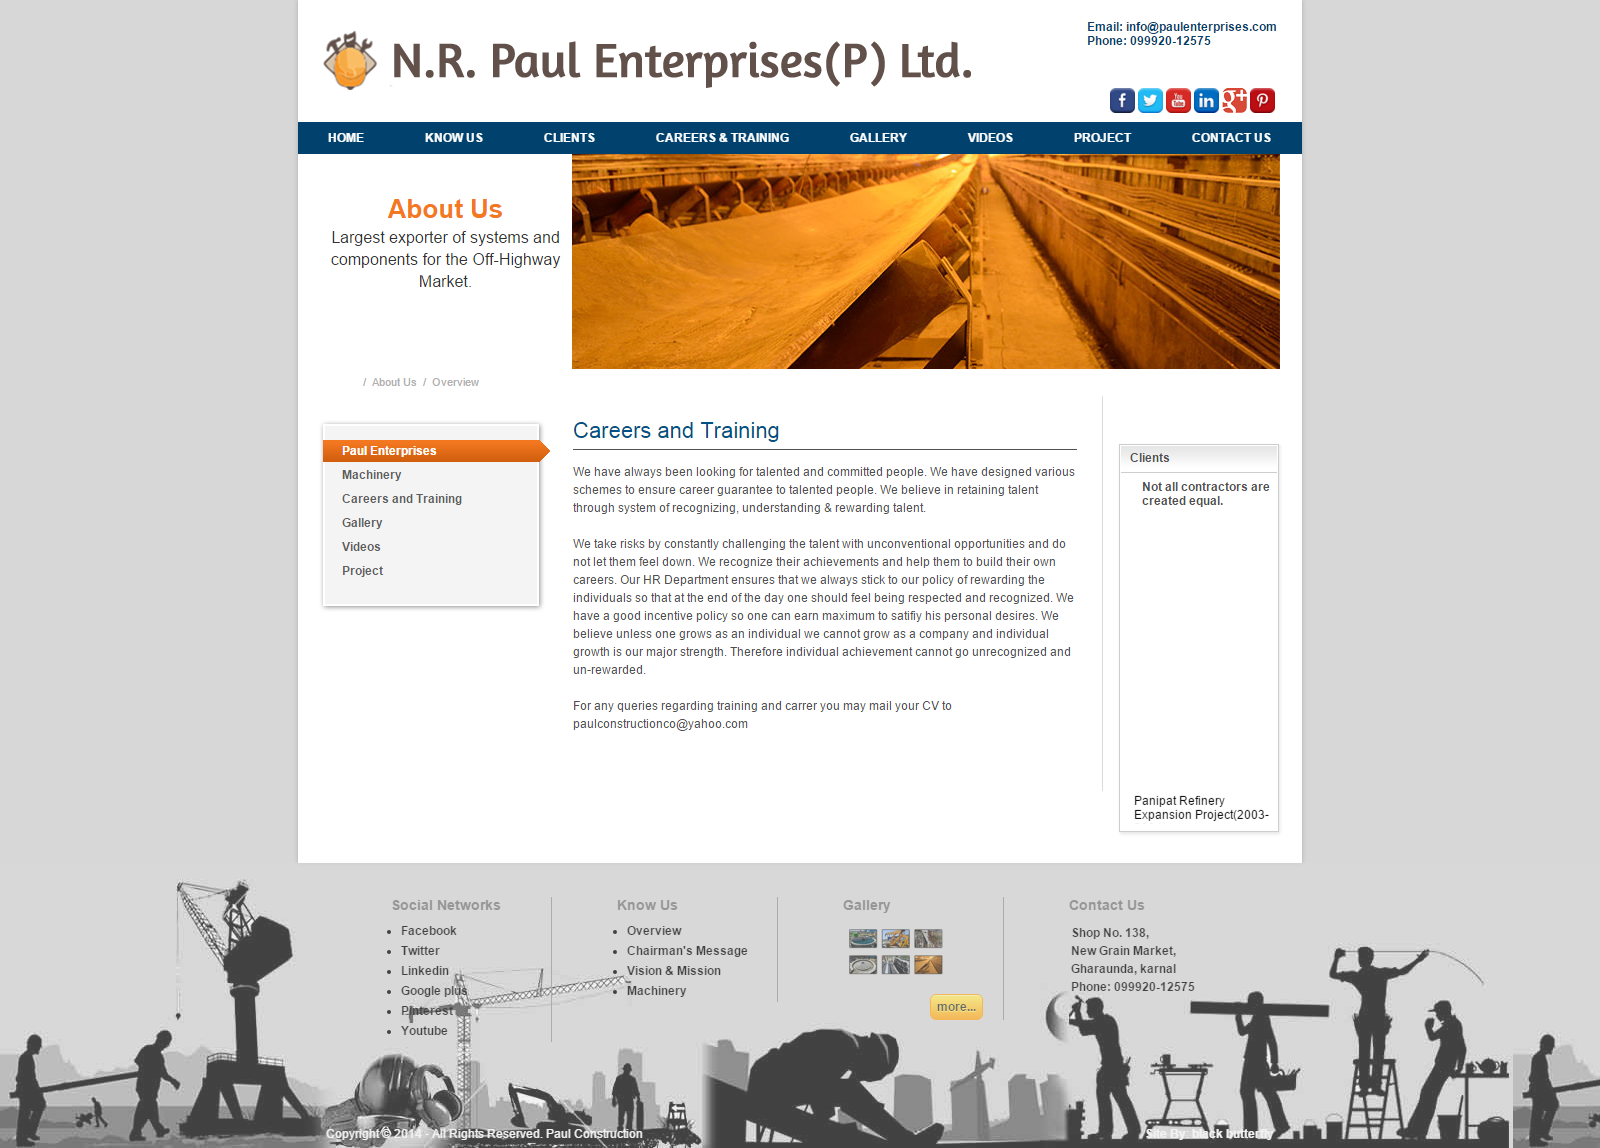 N.R. Paul Enterprises(P) Ltd.
Email: info@paulenterprises.com
Phone: 099920-12575
HOME KNOW US CLIENTS CAREERS & TRAINING GALLERY VIDEOS PROJECT CONTACT US
About Us
Largest exporter of systems and
components for the Off-Highway
Market.
/ About Us / Overview
Paul Enterprises
Machinery
Careers and Training
Gallery
Videos
Project
Careers and Training
We have always been looking for talented and committed people. We have designed various
schemes to ensure career guarantee to talented people. We believe in retaining talent
through system of recognizing, understanding & rewarding talent.
We take risks by constantly challenging the talent with unconventional opportunities and do
not let them feel down. We recognize their achievements and help them to build their own
careers. Our HR Department ensures that we always stick to our policy of rewarding the
individuals so that at the end of the day one should feel being respected and recognized. We
have a good incentive policy so one can earn maximum to satifiy his personal desires. We
believe unless one grows as an individual we cannot grow as a company and individual
growth is our major strength. Therefore individual achievement cannot go unrecognized and
un-rewarded.
For any queries regarding training and carrer you may mail your CV to
paulconstructionco@yahoo.com
Clients
Not all contractors are
created equal.
Panipat Refinery
Expansion Project(2003-
Social Networks
Facebook
Twitter
Linkedin
Google plus
Pinterest
Youtube
Know Us
Overview
Chairman's Message
Vision & Mission
Machinery
Gallery
more...
Contact Us
Shop No. 138,
New Grain Market,
Gharaunda, karnal
Phone: 099920-12575
Copyright © 2014 - All Rights Reserved. Paul Construction
Site By: black butterfly